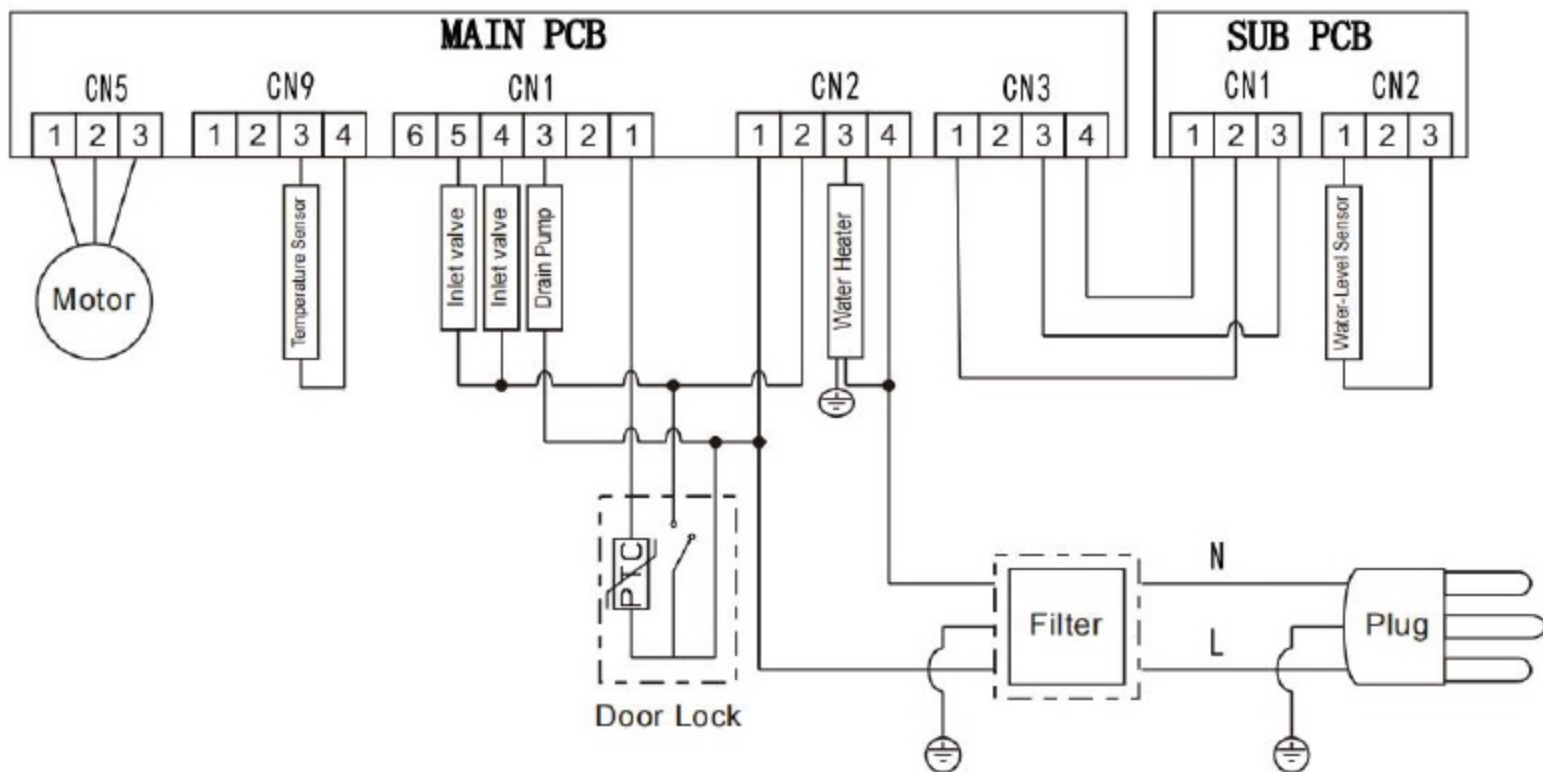 MAIN PCB
SUB PCB
CN5
CN9
CN1
CN2
CN3
CN1
CN2
1 2 3
1 2 3 4
6 5 4 3 2 1
1 2 3 4
1 2 3 4
1 2 3
1 2 3
Motor
Temperature Sensor
Inlet valve
Inlet valve
Drain Pump
Water Heater
Water-Level Sensor
PTC
Door Lock
Filter
N
L
Plug